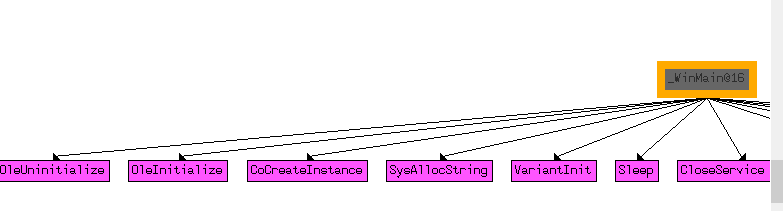 _WinMain@16
OleUninitialize
OleInitialize
CoCreateInstance
SysAllocString
VariantInit
Sleep
CloseService